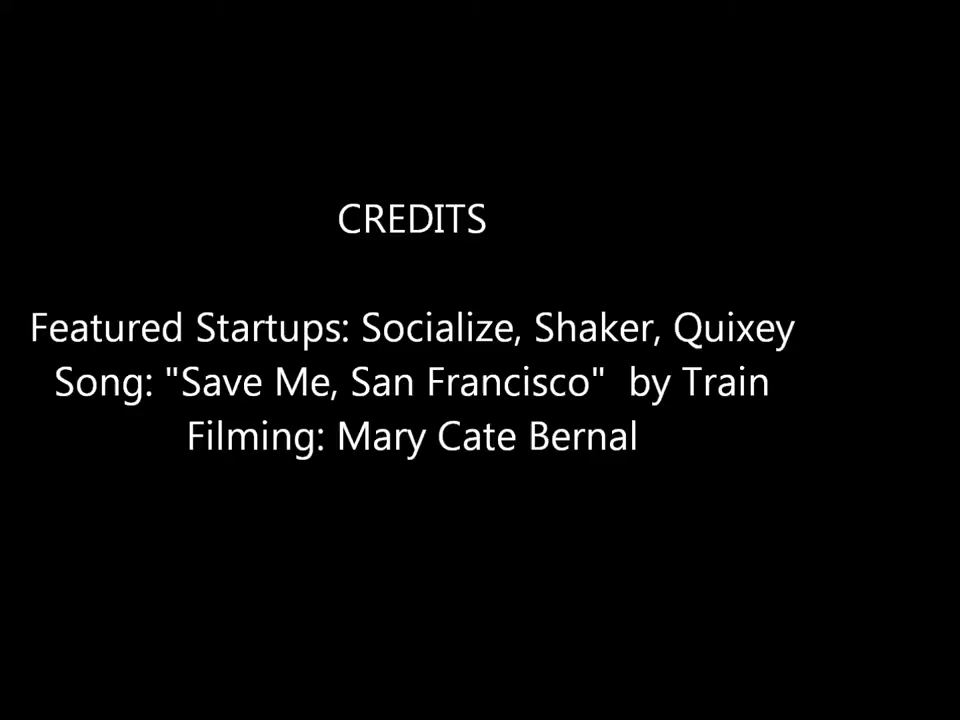 CREDITS
Featured Startups: Socialize, Shaker, Quixey
Song: "Save Me, San Francisco"  by Train
Filming: Mary Cate Bernal